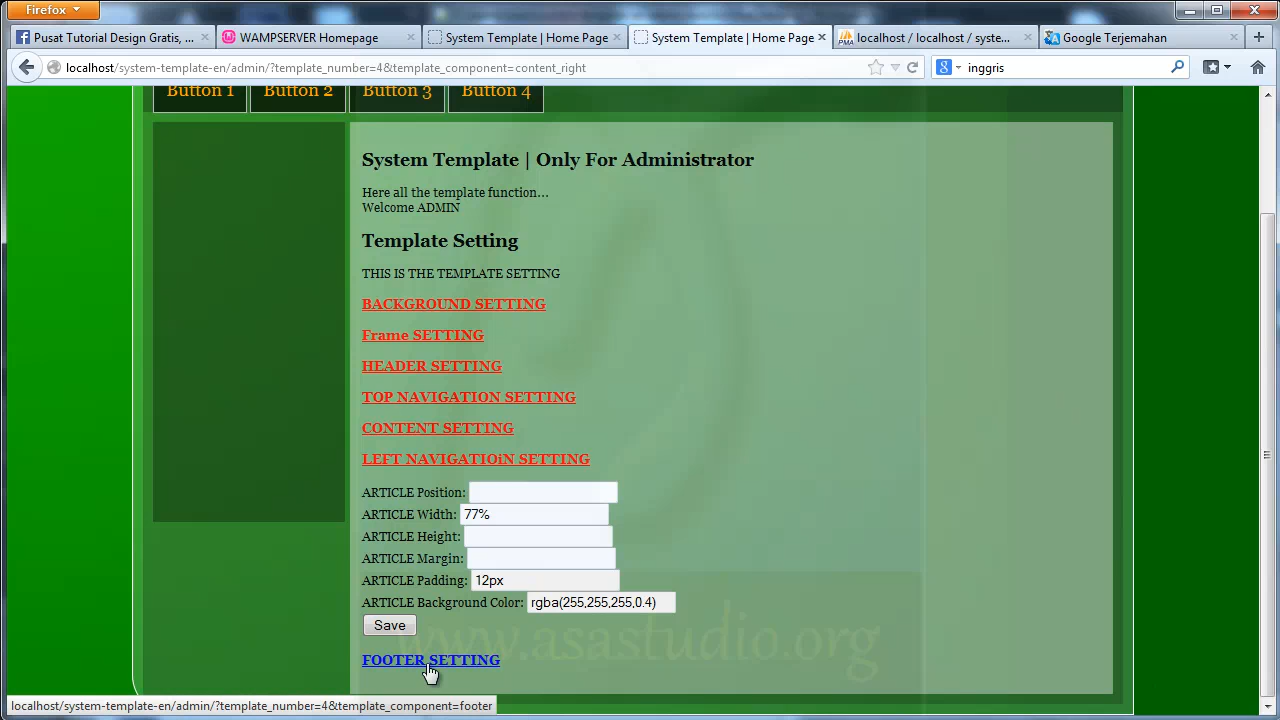 Firefox
Pusat Tutorial Design Gratis, ...
WAMPSERVER Homepage
System Template | Home Page
System Template | Home Page
localhost / localhost / syste...
Google Terjemahan
localhost/system-template-en/admin/?template_number=4&template_component=content_right
inggris
Button 1
Button 2
Button 3
Button 4
System Template | Only For Administrator
Here all the template function...
Welcome ADMIN
Template Setting
THIS IS THE TEMPLATE SETTING
BACKGROUND SETTING
Frame SETTING
HEADER SETTING
TOP NAVIGATION SETTING
CONTENT SETTING
LEFT NAVIGATIOiN SETTING
ARTICLE Position:
ARTICLE Width: 77%
ARTICLE Height:
ARTICLE Margin:
ARTICLE Padding: 12px
ARTICLE Background Color: rgba(255,255,255,0.4)
Save
www.asastudio.org
FOOTER SETTING
localhost/system-template-en/admin/?template_number=4&template_component=footer